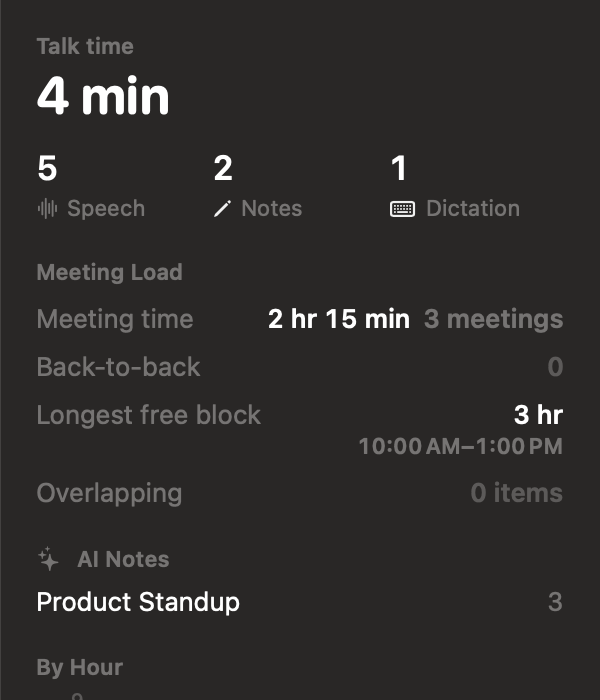 Talk time
4 min
5 2 1
Speech Notes Dictation
Meeting Load
Meeting time 2 hr 15 min 3 meetings
Back-to-back 0
Longest free block 3 hr
10:00 AM–1:00 PM
Overlapping 0 items
AI Notes
Product Standup 3
By Hour